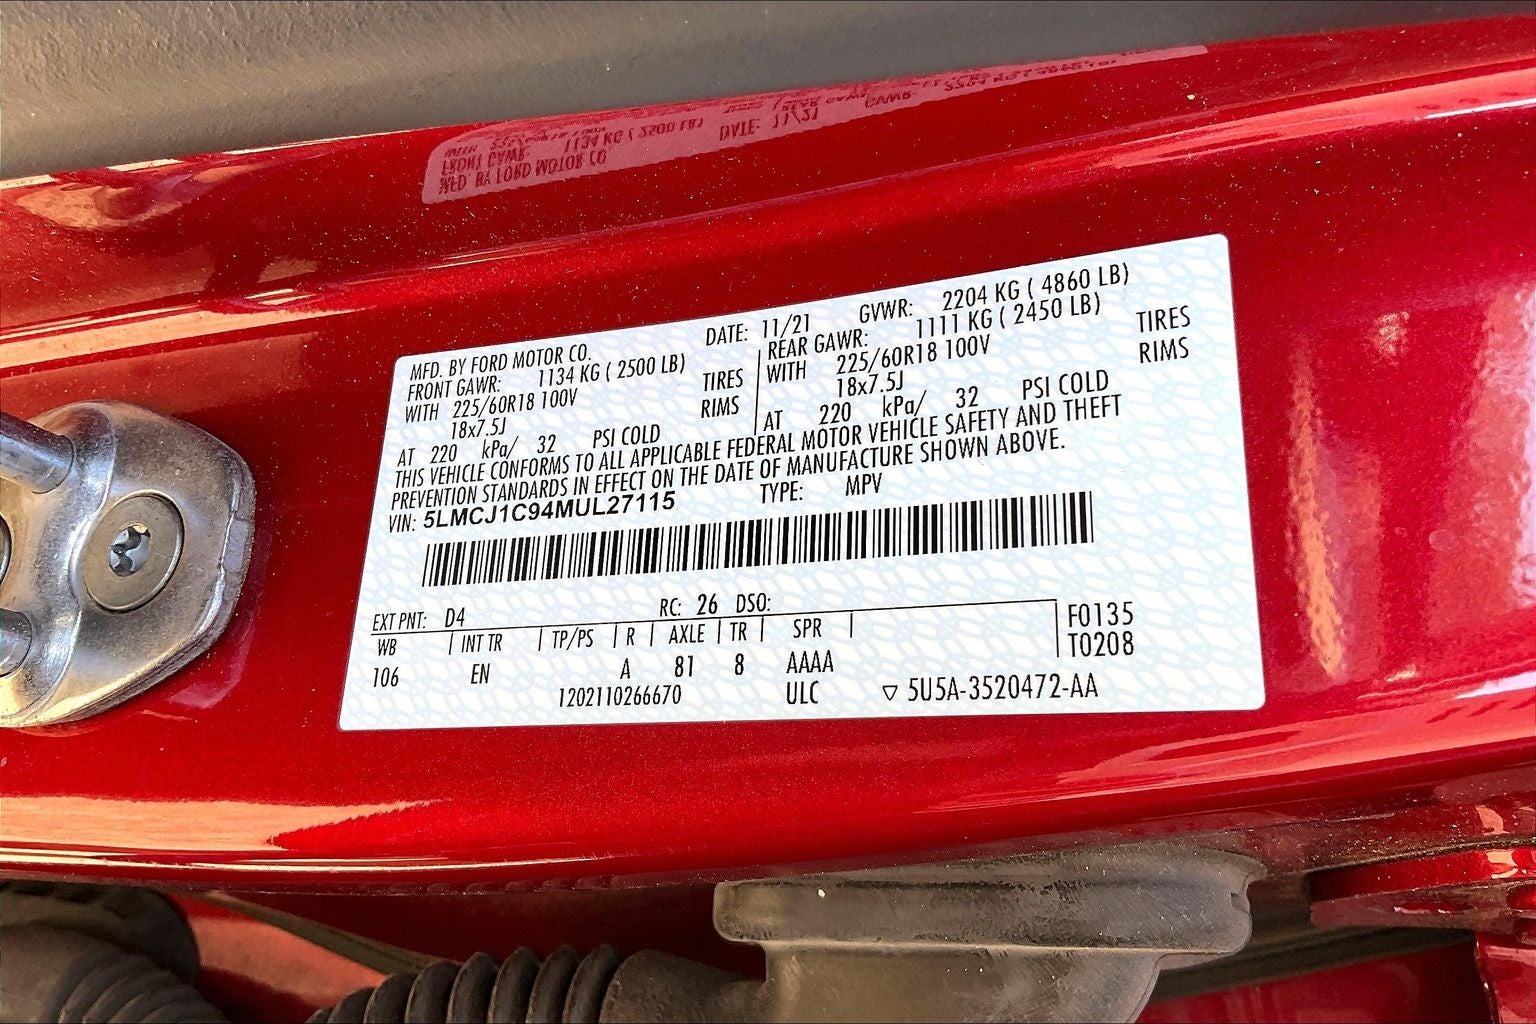 MFD. BY FORD MOTOR CO. DATE: 11/21 GVWR: 2204 KG ( 4860 LB)
FRONT GAWR: 1134 KG ( 2500 LB) REAR GAWR: 1111 KG ( 2450 LB)
WITH 225/60R18 100V TIRES WITH 225/60R18 100V TIRES
18x7.5J RIMS 18x7.5J RIMS
AT 220 kPa/ 32 PSI COLD AT 220 kPa/ 32 PSI COLD
THIS VEHICLE CONFORMS TO ALL APPLICABLE FEDERAL MOTOR VEHICLE SAFETY AND THEFT
PREVENTION STANDARDS IN EFFECT ON THE DATE OF MANUFACTURE SHOWN ABOVE.
VIN: 5LMCJ1C94MUL27115 TYPE: MPV
EXT PNT: D4 RC: 26 DSO:
WB INT TR TP/PS R AXLE TR SPR F0135
106 EN A 81 8 AAAA T0208
1202110266670 ULC ▽ 5U5A-3520472-AA